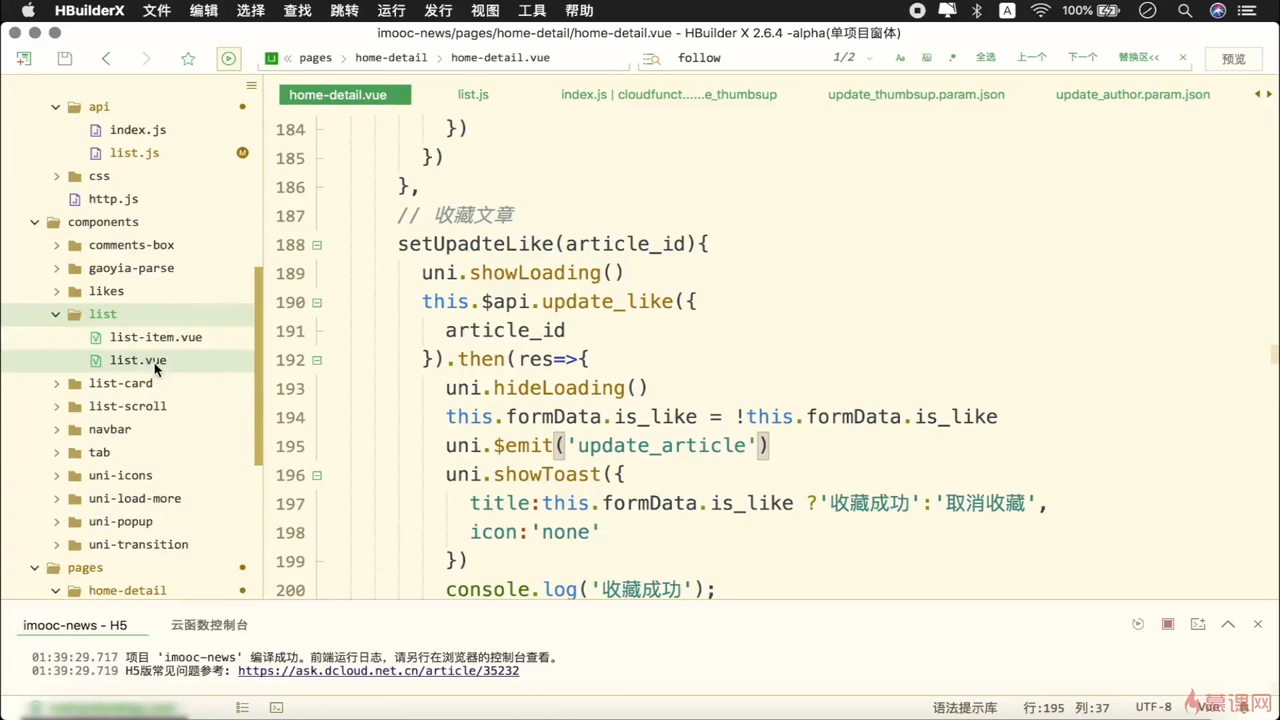 HBuilderX 文件 编辑 选择 查找 跳转 运行 发行 视图 工具 帮助 A 100%
imooc-news/pages/home-detail/home-detail.vue - HBuilder X 2.6.4 -alpha(单项目窗体)
pages home-detail home-detail.vue follow 1/2 Aa 全选 上一个 下一个 替换区<< 预览
home-detail.vue list.js index.js | cloudfunct......e_thumbsup update_thumbsup.param.json update_author.param.json
api
index.js
list.js M
css
http.js
components
comments-box
gaoyia-parse
likes
list
list-item.vue
list.vue
list-card
list-scroll
navbar
tab
uni-icons
uni-load-more
uni-popup
uni-transition
pages
home-detail
184 })
185 })
186 },
187 // 收藏文章
188 setUpadteLike(article_id){
189 uni.showLoading()
190 this.$api.update_like({
191 article_id
192 }).then(res=>{
193 uni.hideLoading()
194 this.formData.is_like = !this.formData.is_like
195 uni.$emit('update_article')
196 uni.showToast({
197 title:this.formData.is_like ?'收藏成功':'取消收藏',
198 icon:'none'
199 })
200 console.log('收藏成功');
imooc-news - H5 云函数控制台
01:39:29.717 项目 'imooc-news' 编译成功。前端运行日志，请另行在浏览器的控制台查看。
01:39:29.719 H5版常见问题参考: https://ask.dcloud.net.cn/article/35232
语法提示库 行:195 列:37 UTF-8 Vue
慕课网